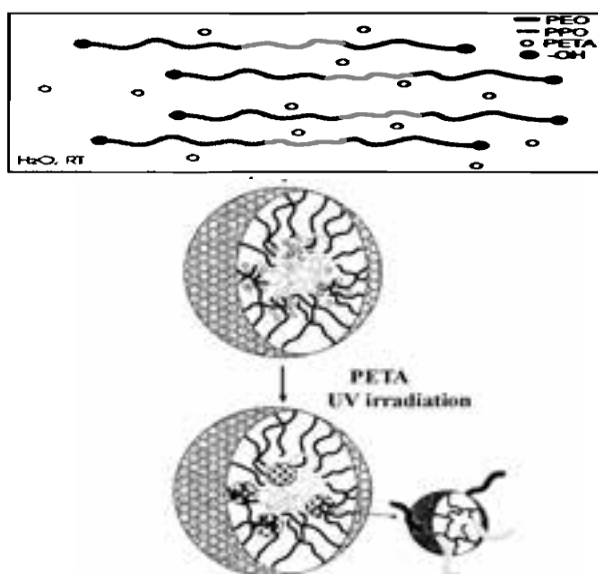 PEO
PPO
PETA
-OH
H₂O, RT
PETA
UV irradiation